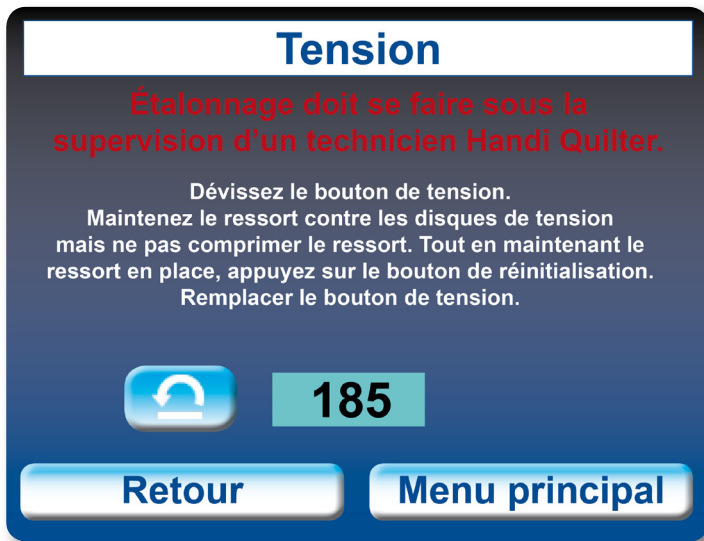 Tension
Étalonnage doit se faire sous la
supervision d'un technicien Handi Quilter.
Dévissez le bouton de tension.
Maintenez le ressort contre les disques de tension
mais ne pas comprimer le ressort. Tout en maintenant le
ressort en place, appuyez sur le bouton de réinitialisation.
Remplacer le bouton de tension.
185
Retour
Menu principal